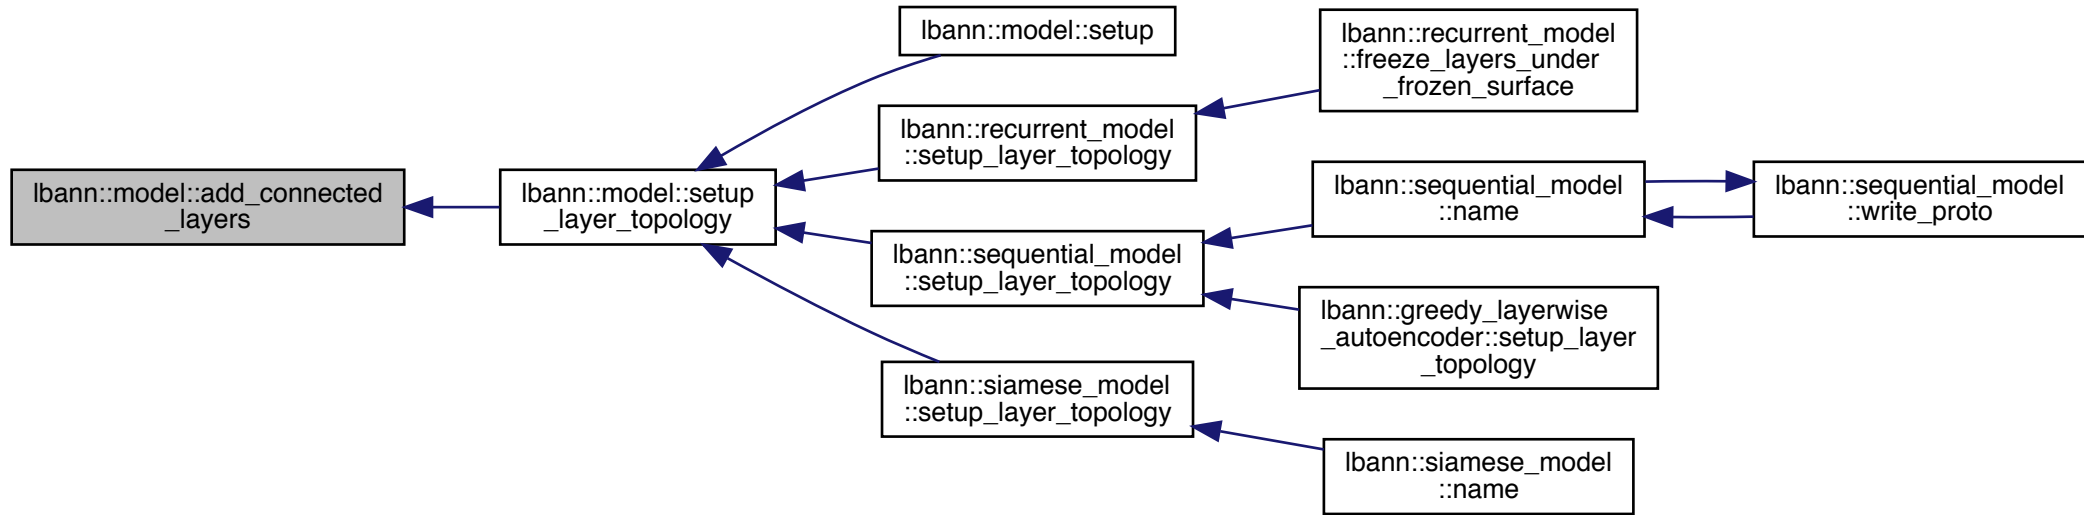 lbann::model::add_connected
_layers
lbann::model::setup
_layer_topology
lbann::model::setup
lbann::recurrent_model
::setup_layer_topology
lbann::sequential_model
::setup_layer_topology
lbann::siamese_model
::setup_layer_topology
lbann::recurrent_model
::freeze_layers_under
_frozen_surface
lbann::sequential_model
::name
lbann::greedy_layerwise
_autoencoder::setup_layer
_topology
lbann::siamese_model
::name
lbann::sequential_model
::write_proto